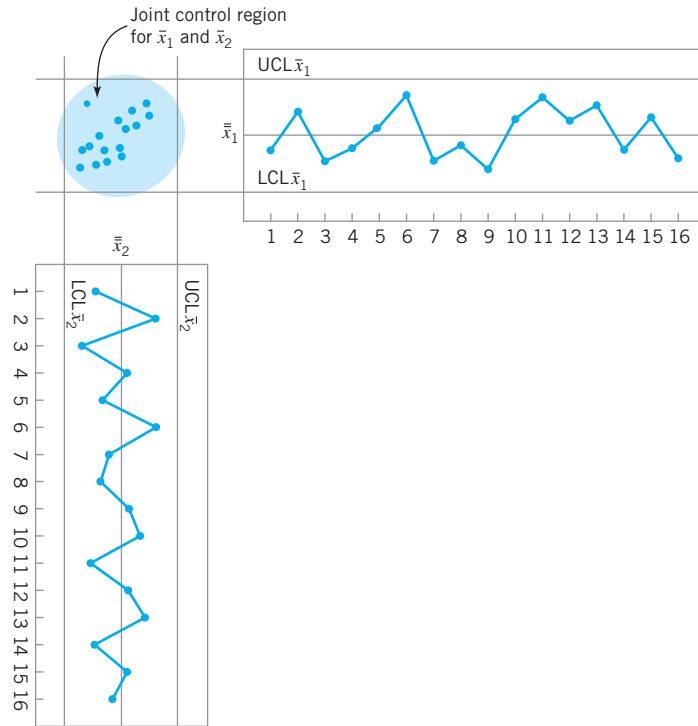 Joint control region
for x̄₁ and x̄₂
UCLx̄₁
x̿₁
LCLx̄₁
1 2 3 4 5 6 7 8 9 10 11 12 13 14 15 16
x̿₂
LCLx̄₂
UCLx̄₂
1
2
3
4
5
6
7
8
9
10
11
12
13
14
15
16